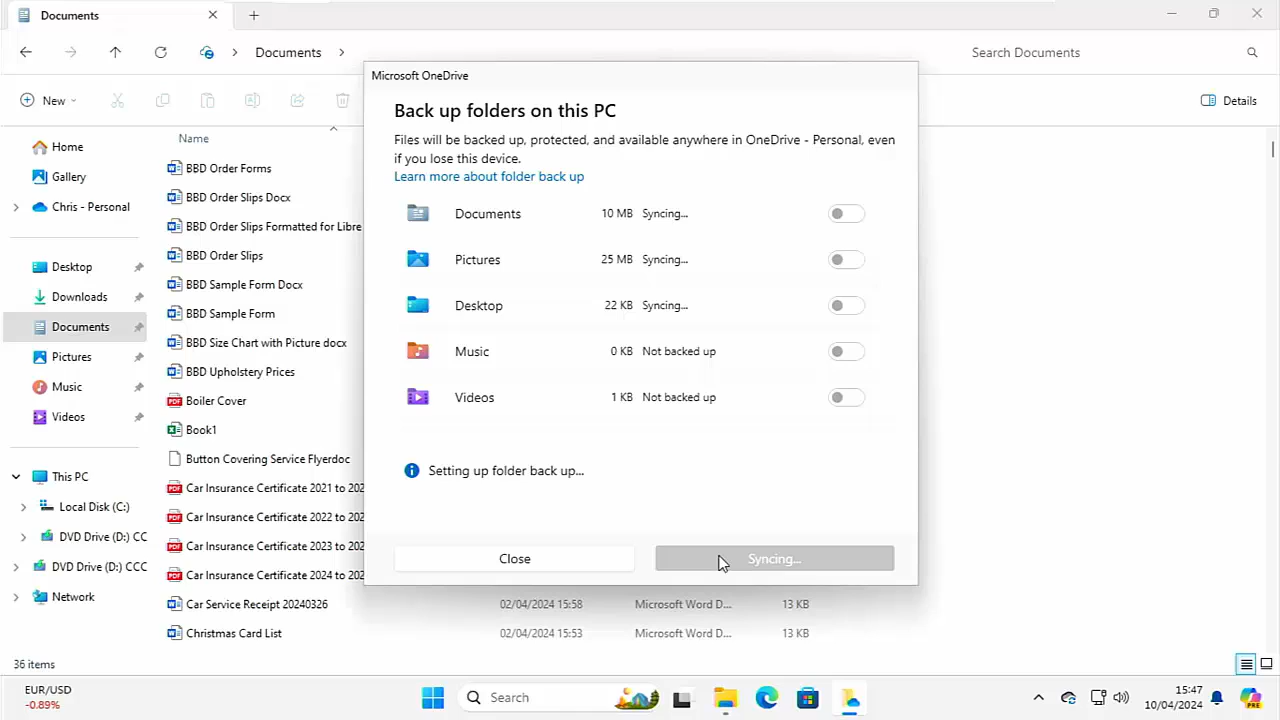 Documents
Documents
Search Documents
New
Details
Home
Gallery
Chris - Personal
Desktop
Downloads
Documents
Pictures
Music
Videos
This PC
Local Disk (C:)
DVD Drive (D:) CC
DVD Drive (D:) CCC
Network
Name
BBD Order Forms
BBD Order Slips Docx
BBD Order Slips Formatted for Libre
BBD Order Slips
BBD Sample Form Docx
BBD Sample Form
BBD Size Chart with Picture docx
BBD Upholstery Prices
Boiler Cover
Book1
Button Covering Service Flyerdoc
Car Insurance Certificate 2021 to 202
Car Insurance Certificate 2022 to 202
Car Insurance Certificate 2023 to 202
Car Insurance Certificate 2024 to 202
Car Service Receipt 20240326 02/04/2024 15:58 Microsoft Word D... 13 KB
Christmas Card List 02/04/2024 15:53 Microsoft Word D... 13 KB
Microsoft OneDrive
Back up folders on this PC
Files will be backed up, protected, and available anywhere in OneDrive - Personal, even
if you lose this device.
Learn more about folder back up
Documents 10 MB Syncing...
Pictures 25 MB Syncing...
Desktop 22 KB Syncing...
Music 0 KB Not backed up
Videos 1 KB Not backed up
Setting up folder back up...
Close Syncing...
36 items
EUR/USD
-0.89%
Search
15:47
10/04/2024
PRE